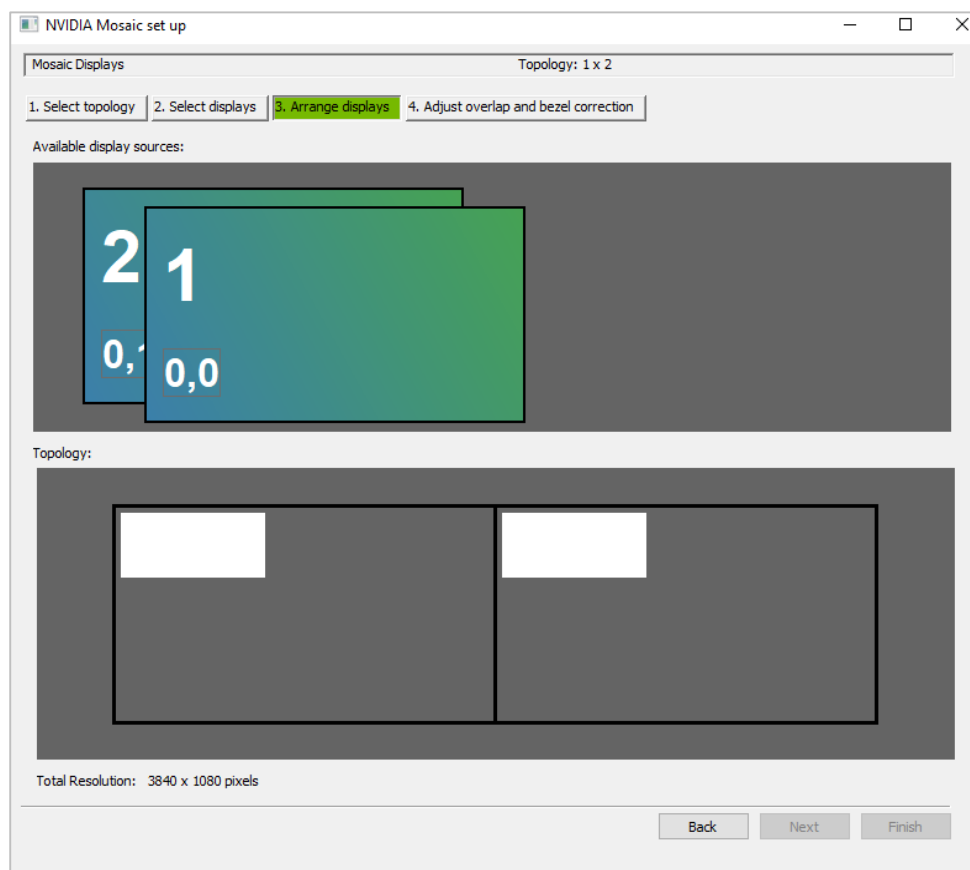 NVIDIA Mosaic set up
Mosaic Displays Topology: 1 x 2
1. Select topology 2. Select displays 3. Arrange displays 4. Adjust overlap and bezel correction
Available display sources:
2
1
0,
0,0
Topology:
Total Resolution: 3840 x 1080 pixels
Back Next Finish